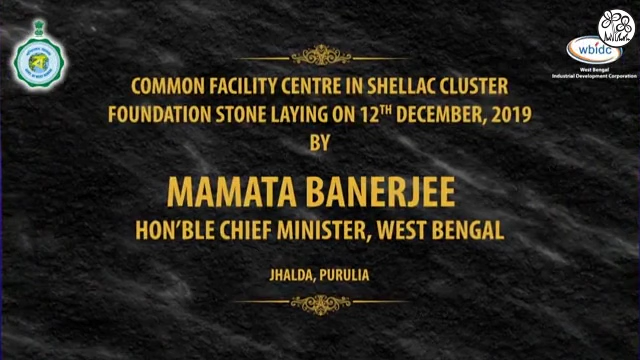 wbidc
West Bengal
Industrial Development Corporation
COMMON FACILITY CENTRE IN SHELLAC CLUSTER
FOUNDATION STONE LAYING ON 12TH DECEMBER, 2019
BY
MAMATA BANERJEE
HON'BLE CHIEF MINISTER, WEST BENGAL
JHALDA, PURULIA